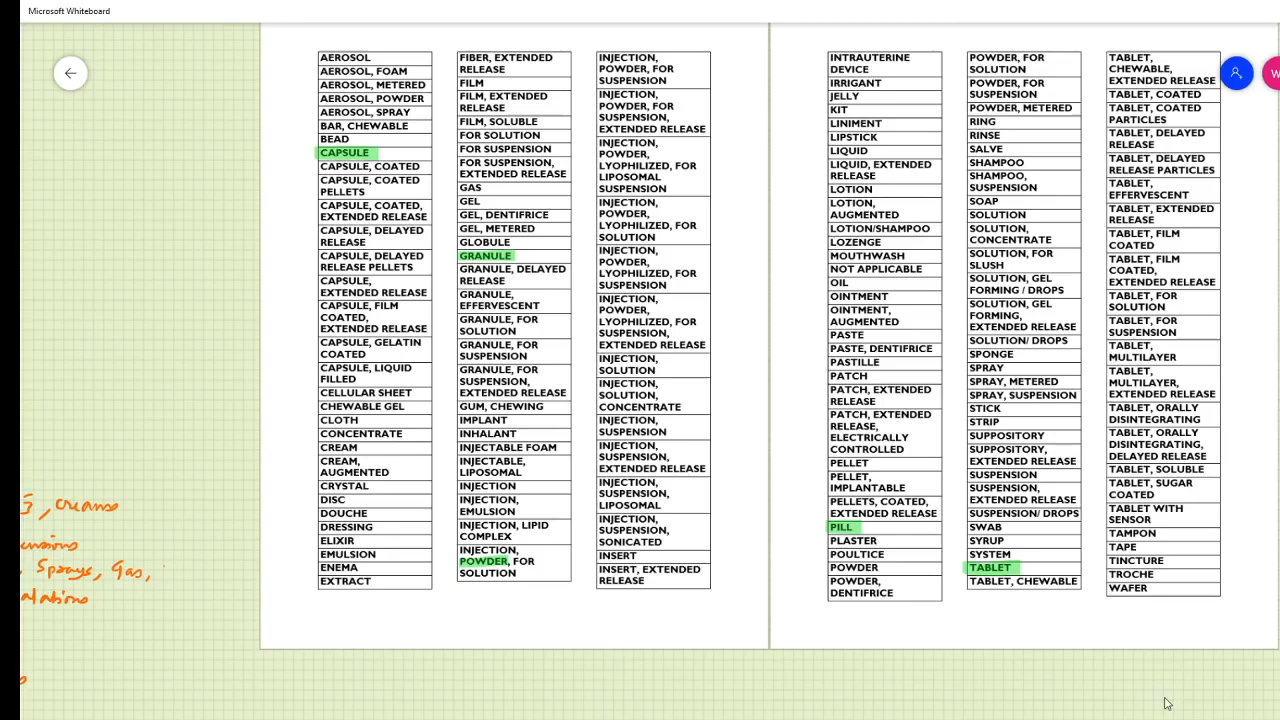 Microsoft Whiteboard
AEROSOL
AEROSOL, FOAM
AEROSOL, METERED
AEROSOL, POWDER
AEROSOL, SPRAY
BAR, CHEWABLE
BEAD
CAPSULE
CAPSULE, COATED
CAPSULE, COATED
PELLETS
CAPSULE, COATED,
EXTENDED RELEASE
CAPSULE, DELAYED
RELEASE
CAPSULE, DELAYED
RELEASE PELLETS
CAPSULE,
EXTENDED RELEASE
CAPSULE, FILM
COATED,
EXTENDED RELEASE
CAPSULE, GELATIN
COATED
CAPSULE, LIQUID
FILLED
CELLULAR SHEET
CHEWABLE GEL
CLOTH
CONCENTRATE
CREAM
CREAM,
AUGMENTED
CRYSTAL
DISC
DOUCHE
DRESSING
ELIXIR
EMULSION
ENEMA
EXTRACT
FIBER, EXTENDED
RELEASE
FILM
FILM, EXTENDED
RELEASE
FILM, SOLUBLE
FOR SOLUTION
FOR SUSPENSION
FOR SUSPENSION,
EXTENDED RELEASE
GAS
GEL
GEL, DENTIFRICE
GEL, METERED
GLOBULE
GRANULE
GRANULE, DELAYED
RELEASE
GRANULE,
EFFERVESCENT
GRANULE, FOR
SOLUTION
GRANULE, FOR
SUSPENSION
GRANULE, FOR
SUSPENSION,
EXTENDED RELEASE
GUM, CHEWING
IMPLANT
INHALANT
INJECTABLE FOAM
INJECTABLE,
LIPOSOMAL
INJECTION
INJECTION,
EMULSION
INJECTION, LIPID
COMPLEX
INJECTION,
POWDER, FOR
SOLUTION
INJECTION,
POWDER, FOR
SUSPENSION
INJECTION,
POWDER, FOR
SUSPENSION,
EXTENDED RELEASE
INJECTION,
POWDER,
LYOPHILIZED, FOR
LIPOSOMAL
SUSPENSION
INJECTION,
POWDER,
LYOPHILIZED, FOR
SOLUTION
INJECTION,
POWDER,
LYOPHILIZED, FOR
SUSPENSION
INJECTION,
POWDER,
LYOPHILIZED, FOR
SUSPENSION,
EXTENDED RELEASE
INJECTION,
SOLUTION
INJECTION,
SOLUTION,
CONCENTRATE
INJECTION,
SUSPENSION
INJECTION,
SUSPENSION,
EXTENDED RELEASE
INJECTION,
SUSPENSION,
LIPOSOMAL
INJECTION,
SUSPENSION,
SONICATED
INSERT
INSERT, EXTENDED
RELEASE
INTRAUTERINE
DEVICE
IRRIGANT
JELLY
KIT
LINIMENT
LIPSTICK
LIQUID
LIQUID, EXTENDED
RELEASE
LOTION
LOTION,
AUGMENTED
LOTION/SHAMPOO
LOZENGE
MOUTHWASH
NOT APPLICABLE
OIL
OINTMENT
OINTMENT,
AUGMENTED
PASTE
PASTE, DENTIFRICE
PASTILLE
PATCH
PATCH, EXTENDED
RELEASE
PATCH, EXTENDED
RELEASE,
ELECTRICALLY
CONTROLLED
PELLET
PELLET,
IMPLANTABLE
PELLETS, COATED,
EXTENDED RELEASE
PILL
PLASTER
POULTICE
POWDER
POWDER,
DENTIFRICE
POWDER, FOR
SOLUTION
POWDER, FOR
SUSPENSION
POWDER, METERED
RING
RINSE
SALVE
SHAMPOO
SHAMPOO,
SUSPENSION
SOAP
SOLUTION
SOLUTION,
CONCENTRATE
SOLUTION, FOR
SLUSH
SOLUTION, GEL
FORMING / DROPS
SOLUTION, GEL
FORMING,
EXTENDED RELEASE
SOLUTION/ DROPS
SPONGE
SPRAY
SPRAY, METERED
SPRAY, SUSPENSION
STICK
STRIP
SUPPOSITORY
SUPPOSITORY,
EXTENDED RELEASE
SUSPENSION
SUSPENSION,
EXTENDED RELEASE
SUSPENSION/ DROPS
SWAB
SYRUP
SYSTEM
TABLET
TABLET, CHEWABLE
TABLET,
CHEWABLE,
EXTENDED RELEASE
TABLET, COATED
TABLET, COATED
PARTICLES
TABLET, DELAYED
RELEASE
TABLET, DELAYED
RELEASE PARTICLES
TABLET,
EFFERVESCENT
TABLET, EXTENDED
RELEASE
TABLET, FILM
COATED
TABLET, FILM
COATED,
EXTENDED RELEASE
TABLET, FOR
SOLUTION
TABLET, FOR
SUSPENSION
TABLET,
MULTILAYER
TABLET,
MULTILAYER,
EXTENDED RELEASE
TABLET, ORALLY
DISINTEGRATING
TABLET, ORALLY
DISINTEGRATING,
DELAYED RELEASE
TABLET, SOLUBLE
TABLET, SUGAR
COATED
TABLET WITH
SENSOR
TAMPON
TAPE
TINCTURE
TROCHE
WAFER
W
, creams
Sprays, Gas,